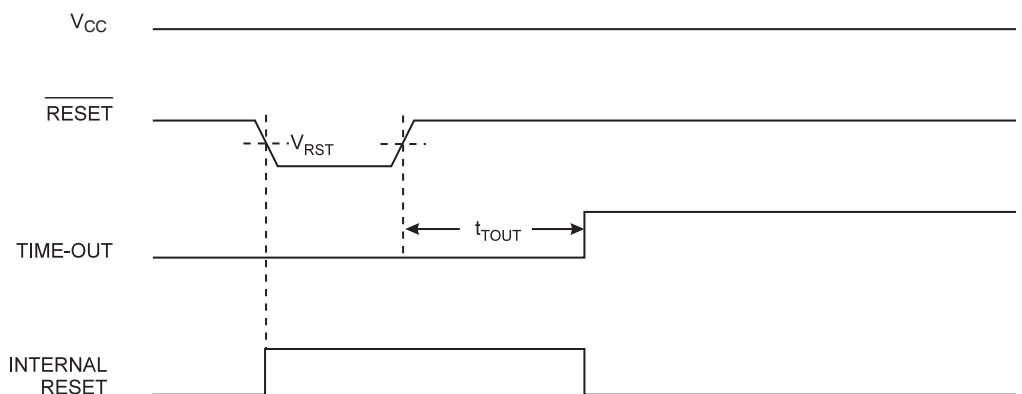 VCC
RESET
VRST
tTOUT
TIME-OUT
INTERNAL
RESET